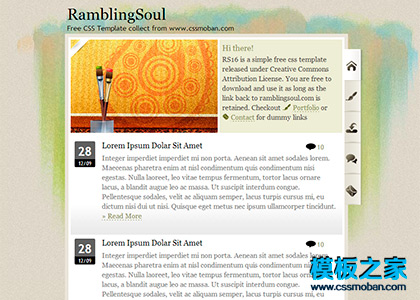 RamblingSoul
Free CSS Template collect from www.cssmoban.com
Hi there!
RS16 is a simple free css template
released under Creative Commons
Attribution License. You are free to
download and use it as long as the
link back to ramblingsoul.com is
retained. Checkout Portfolio or
Contact for dummy links
28
12/09
Lorem Ipsum Dolar Sit Amet
10
Integer imperdiet imperdiet mi non porta. Aenean sit amet sodales lorem.
Maecenas pharetra enim at nisl condimentum quis condimentum enim
egestas. Nulla laoreet, leo vitae tempus fermentum, tortor lacus ornare
lacus, a blandit augue leo ac massa. Ut suscipit interdum congue.
Pellentesque sodales, velit ac aliquam semper, lacus turpis cursus mi, eu
dictum nisi dui ut nisi. Quisque eget metus nec ipsum ullamcorper tincidunt.
» Read More
28
12/09
Lorem Ipsum Dolar Sit Amet
10
Integer imperdiet imperdiet mi non porta. Aenean sit amet sodales
Maecenas pharetra enim at nisl condimentum quis condimentum
egestas. Nulla laoreet, leo vitae tempus fermentum, tortor lacus
lacus, a blandit augue leo ac massa. Ut suscipit interdum congue.
Pellentesque sodales, velit ac aliquam semper, lacus turpis cursus mi, eu
模板之家
www.cssmoban.com